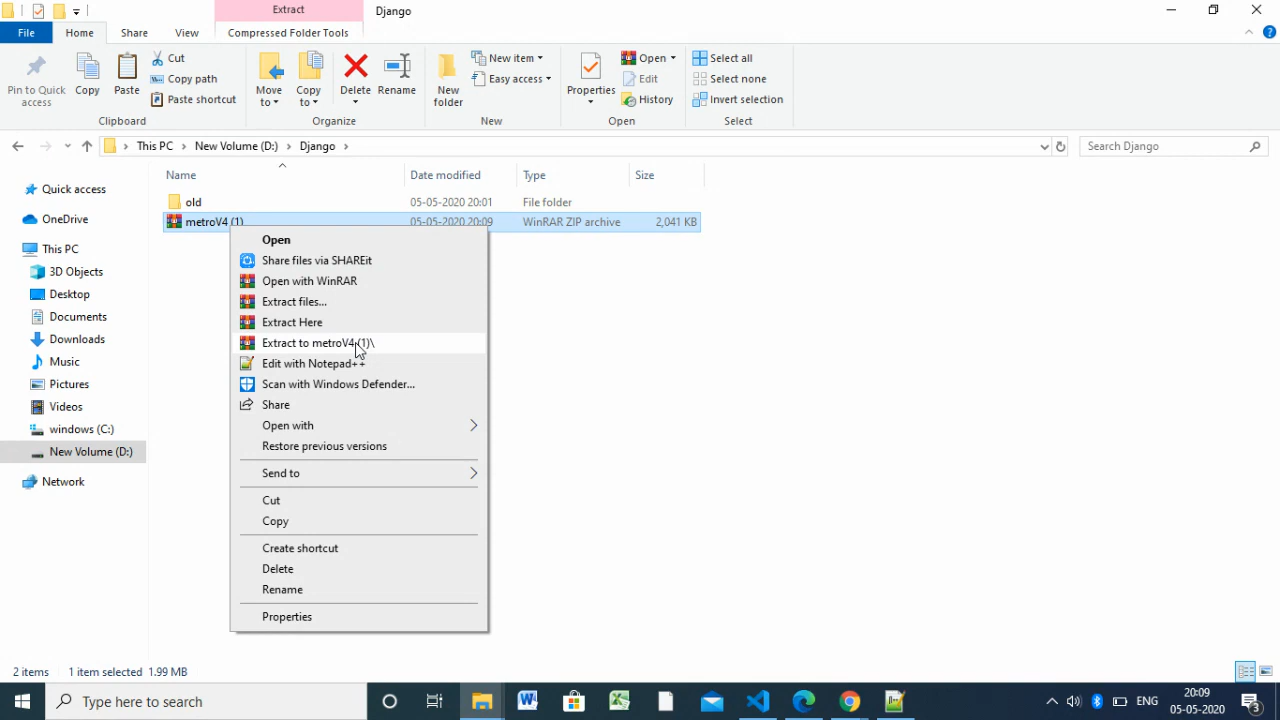 Extract
Django
File
Home
Share
View
Compressed Folder Tools
Pin to Quick access
Copy
Paste
Cut
Copy path
Paste shortcut
Clipboard
Move to
Copy to
Delete
Rename
Organize
New folder
New item
Easy access
New
Properties
Open
Edit
History
Open
Select all
Select none
Invert selection
Select
This PC
New Volume (D:)
Django
Search Django
Name
Date modified
Type
Size
old
05-05-2020 20:01
File folder
metroV4 (1)
05-05-2020 20:09
WinRAR ZIP archive
2,041 KB
Quick access
OneDrive
This PC
3D Objects
Desktop
Documents
Downloads
Music
Pictures
Videos
windows (C:)
New Volume (D:)
Network
Open
Share files via SHAREit
Open with WinRAR
Extract files...
Extract Here
Extract to metroV4 (1)\
Edit with Notepad++
Scan with Windows Defender...
Share
Open with
Restore previous versions
Send to
Cut
Copy
Create shortcut
Delete
Rename
Properties
2 items
1 item selected 1.99 MB
Type here to search
ENG
20:09
05-05-2020
3